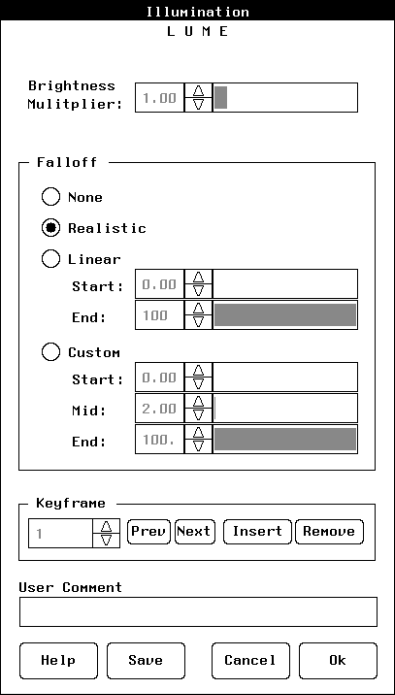 Illumination
L U M E
Brightness
Mulitplier: 1.00
Falloff
None
Realistic
Linear
Start: 0.00
End: 100
Custom
Start: 0.00
Mid: 2.00
End: 100.
Keyframe
1 Prev Next Insert Remove
User Comment
Help Save Cancel Ok